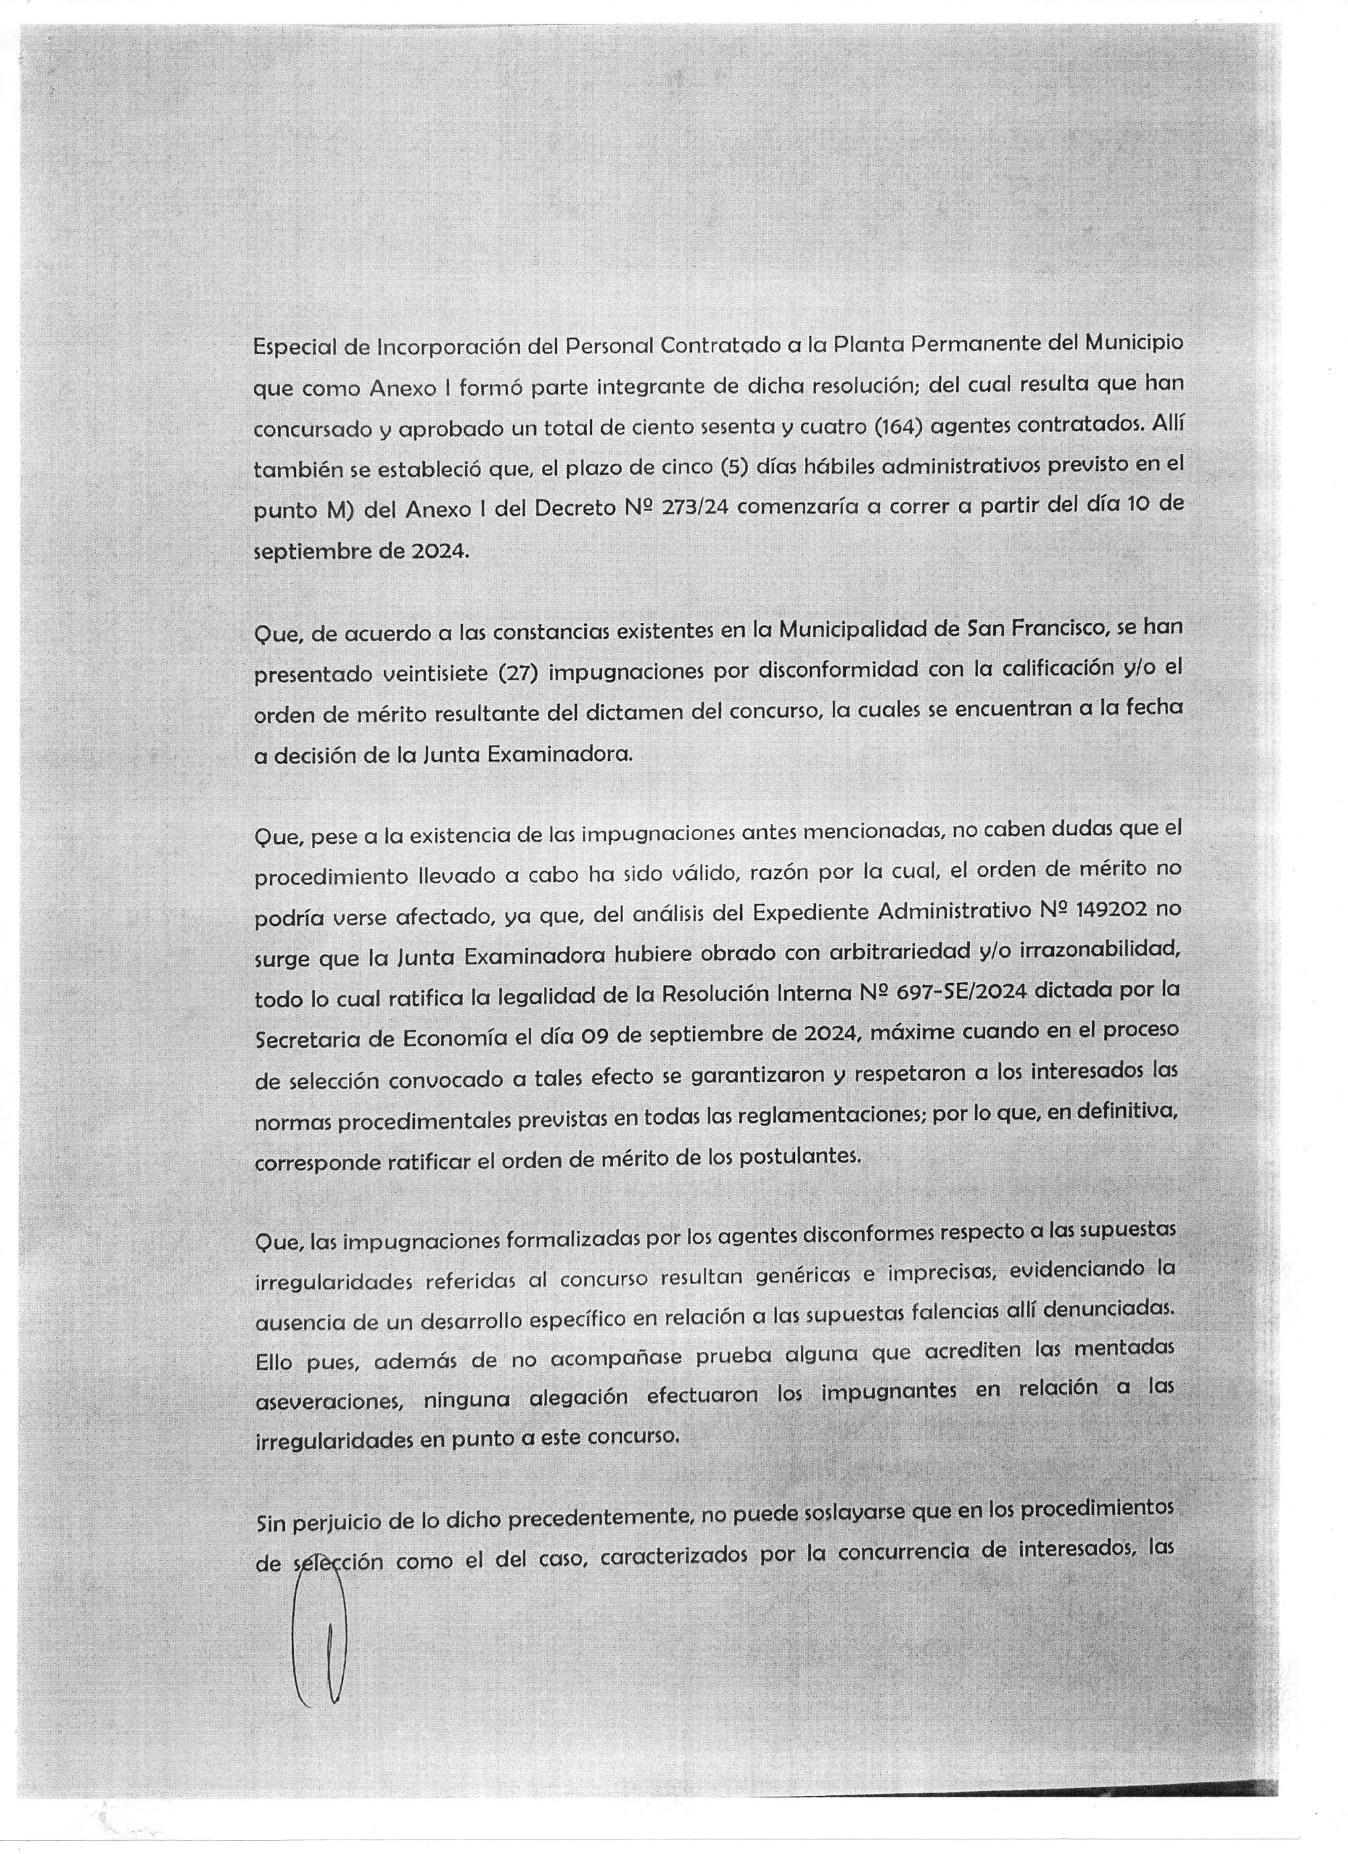 Especial de Incorporación del Personal Contratado a la Planta Permanente del Municipio
que como Anexo I formó parte integrante de dicha resolución; del cual resulta que han
concursado y aprobado un total de ciento sesenta y cuatro (164) agentes contratados. Allí
también se estableció que, el plazo de cinco (5) días hábiles administrativos previsto en el
punto M) del Anexo I del Decreto Nº 273/24 comenzaría a correr a partir del día 10 de
septiembre de 2024.
Que, de acuerdo a las constancias existentes en la Municipalidad de San Francisco, se han
presentado veintisiete (27) impugnaciones por disconformidad con la calificación y/o el
orden de mérito resultante del dictamen del concurso, la cuales se encuentran a la fecha
a decisión de la Junta Examinadora.
Que, pese a la existencia de las impugnaciones antes mencionadas, no caben dudas que el
procedimiento llevado a cabo ha sido válido, razón por la cual, el orden de mérito no
podría verse afectado, ya que, del análisis del Expediente Administrativo Nº 149202 no
surge que la Junta Examinadora hubiere obrado con arbitrariedad y/o irrazonabilidad,
todo lo cual ratifica la legalidad de la Resolución Interna Nº 697-SE/2024 dictada por la
Secretaria de Economía el día 09 de septiembre de 2024, máxime cuando en el proceso
de selección convocado a tales efecto se garantizaron y respetaron a los interesados las
normas procedimentales previstas en todas las reglamentaciones; por lo que, en definitiva,
corresponde ratificar el orden de mérito de los postulantes.
Que, las impugnaciones formalizadas por los agentes disconformes respecto a las supuestas
irregularidades referidas al concurso resultan genéricas e imprecisas, evidenciando la
ausencia de un desarrollo específico en relación a las supuestas falencias allí denunciadas.
Ello pues, además de no acompañase prueba alguna que acrediten las mentadas
aseveraciones, ninguna alegación efectuaron los impugnantes en relación a las
irregularidades en punto a este concurso.
Sin perjuicio de lo dicho precedentemente, no puede soslayarse que en los procedimientos
de selección como el del caso, caracterizados por la concurrencia de interesados, las